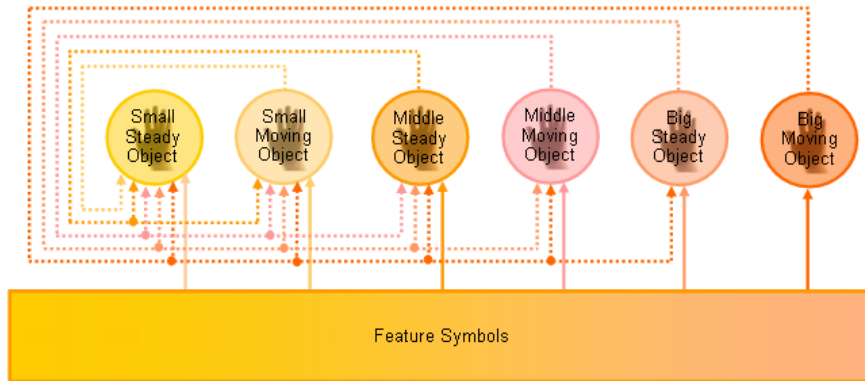 Small
Steady
Object
Small
Moving
Object
Middle
Steady
Object
Middle
Moving
Object
Big
Steady
Object
Big
Moving
Object
Feature Symbols